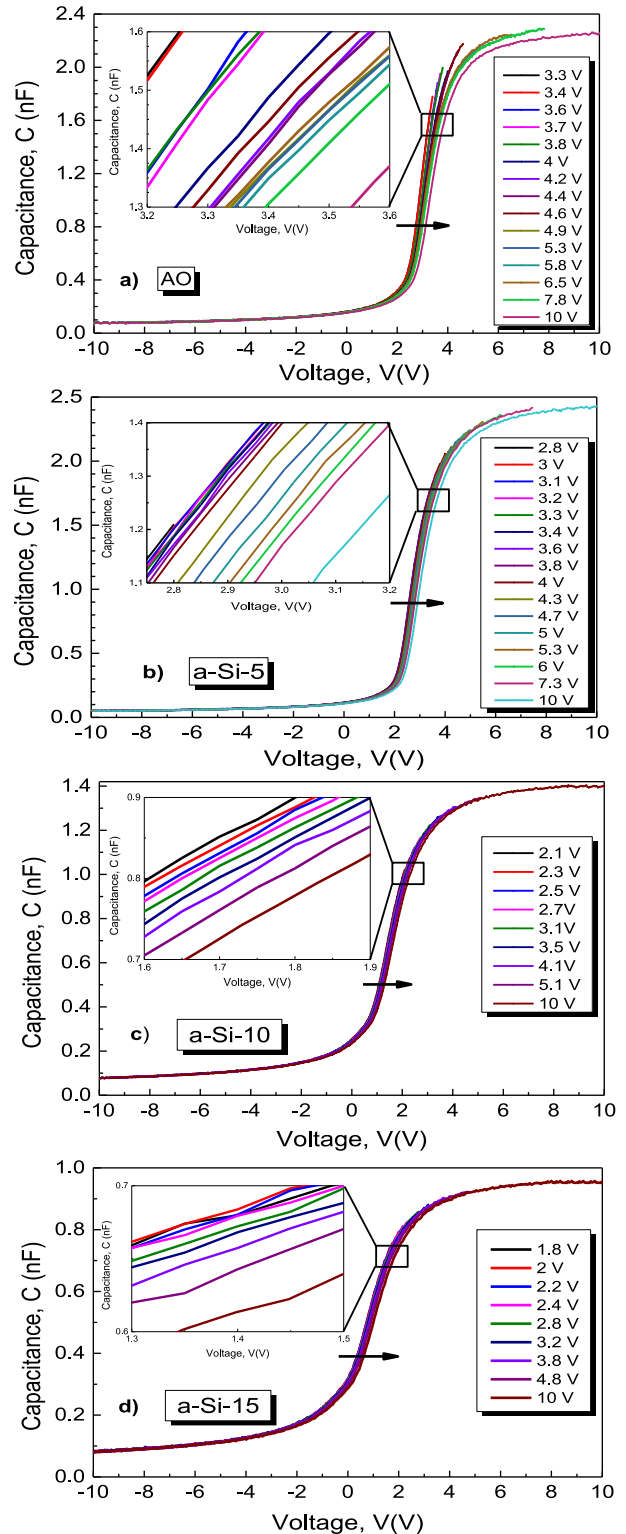 2.4
2.0
1.6
1.2
0.8
0.4
0.0
Capacitance, C (nF)
1.6
1.5
1.4
1.3
Capacitance, C (nF)
3.2 3.3 3.4 3.5 3.6
Voltage, V(V)
3.3 V
3.4 V
3.6 V
3.7 V
3.8 V
4 V
4.2 V
4.4 V
4.6 V
4.9 V
5.3 V
5.8 V
6.5 V
7.8 V
10 V
a) AO
-10 -8 -6 -4 -2 0 2 4 6 8 10
Voltage, V(V)
2.5
2.0
1.5
1.0
0.5
0.0
Capacitance, C (nF)
1.4
1.3
1.2
1.1
Capacitance, C (nF)
2.8 2.9 3.0 3.1 3.2
Voltage, V(V)
2.8 V
3 V
3.1 V
3.2 V
3.3 V
3.4 V
3.6 V
3.8 V
4 V
4.3 V
4.7 V
5 V
5.3 V
6 V
7.3 V
10 V
b) a-Si-5
-10 -8 -6 -4 -2 0 2 4 6 8 10
Voltage, V(V)
1.4
1.2
1.0
0.8
0.6
0.4
0.2
0.0
Capacitance, C (nF)
0.9
0.8
0.7
Capacitance, C (nF)
1.6 1.7 1.8 1.9
Voltage, V(V)
2.1 V
2.3 V
2.5 V
2.7V
3.1 V
3.5 V
4.1V
5.1 V
10 V
c) a-Si-10
-10 -8 -6 -4 -2 0 2 4 6 8 10
Voltage, V(V)
1.0
0.8
0.6
0.4
0.2
0.0
Capacitance, C (nF)
0.7
0.6
Capacitance, C (nF)
1.3 1.4 1.5
Voltage, V(V)
1.8 V
2 V
2.2 V
2.4 V
2.8 V
3.2 V
3.8 V
4.8 V
10 V
d) a-Si-15
-10 -8 -6 -4 -2 0 2 4 6 8 10
Voltage, V(V)